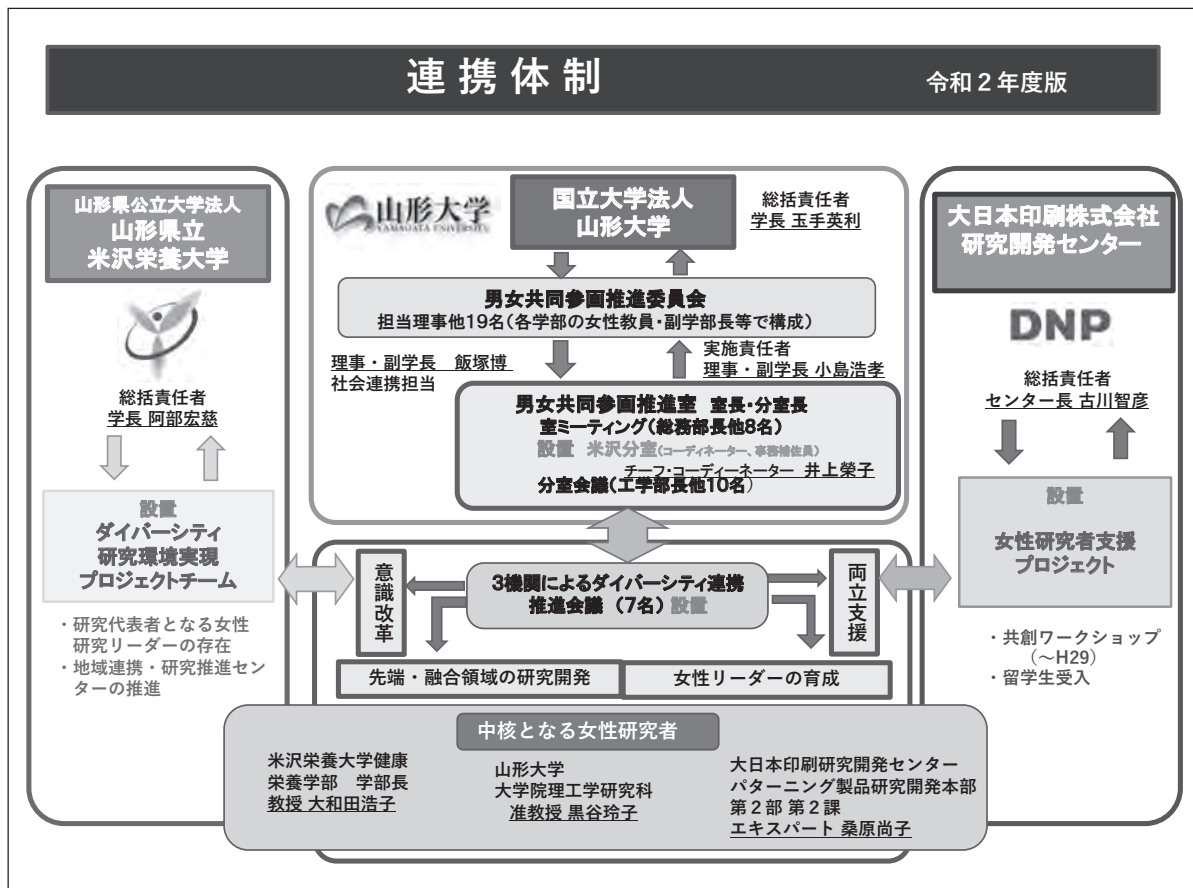 連携体制
令和2年度版
山形県公立大学法人
山形県立
米沢栄養大学
総括責任者
学長 阿部宏慈
設置
ダイバーシティ
研究環境実現
プロジェクトチーム
・研究代表者となる女性
研究リーダーの存在
・地域連携・研究推進セン
ターの推進
山形大学
YAMAGATA UNIVERSITY
国立大学法人
山形大学
総括責任者
学長 玉手英利
男女共同参画推進委員会
担当理事他19名(各学部の女性教員・副学部長等で構成)
理事・副学長 飯塚博
社会連携担当
実施責任者
理事・副学長 小島浩孝
男女共同参画推進室 室長・分室長
室ミーティング(総務部長他8名)
設置 米沢分室(コーディネーター、事務補佐員)
チーフ・コーディーネーター 井上榮子
分室会議(工学部長他10名)
意識改革
3機関によるダイバーシティ連携
推進会議 (7名) 設置
両立支援
先端・融合領域の研究開発
女性リーダーの育成
大日本印刷株式会社
研究開発センター
DNP
総括責任者
センター長 古川智彦
設置
女性研究者支援
プロジェクト
・共創ワークショップ
(~H29)
・留学生受入
中核となる女性研究者
米沢栄養大学健康
栄養学部 学部長
教授 大和田浩子
山形大学
大学院理工学研究科
准教授 黒谷玲子
大日本印刷研究開発センター
パターニング製品研究開発本部
第2部 第2課
エキスパート 桑原尚子